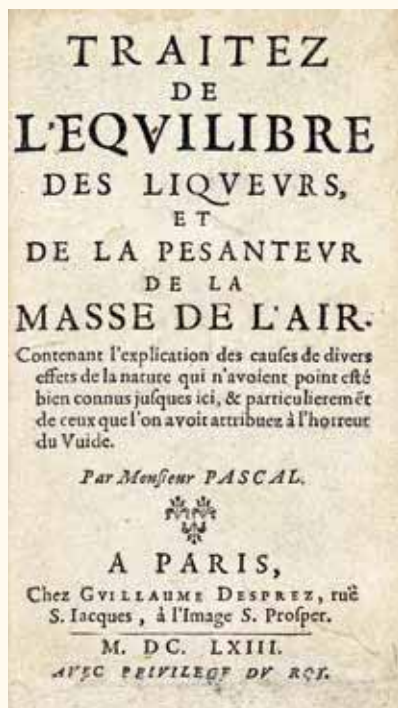 TRAITEZ
DE
L'EQVILIBRE
DES LIQVEVRS,
ET
DE LA PESANTEVR
DE LA
MASSE DE L'AIR.
Contenant l'explication des cauſes de divers
effets de la nature qui n'avoient point eſté
bien connus juſques ici, & particulieremẽt
de ceux que l'on avoit attribuez à l'horreur
du Vuide.
Par Monſieur PASCAL.
A PARIS,
Chez GVILLAUME DESPREZ, ruë
S. Iacques, à l'Image S. Proſper.
M. DC. LXIII.
AVEC PRIVILEGE DV ROY.